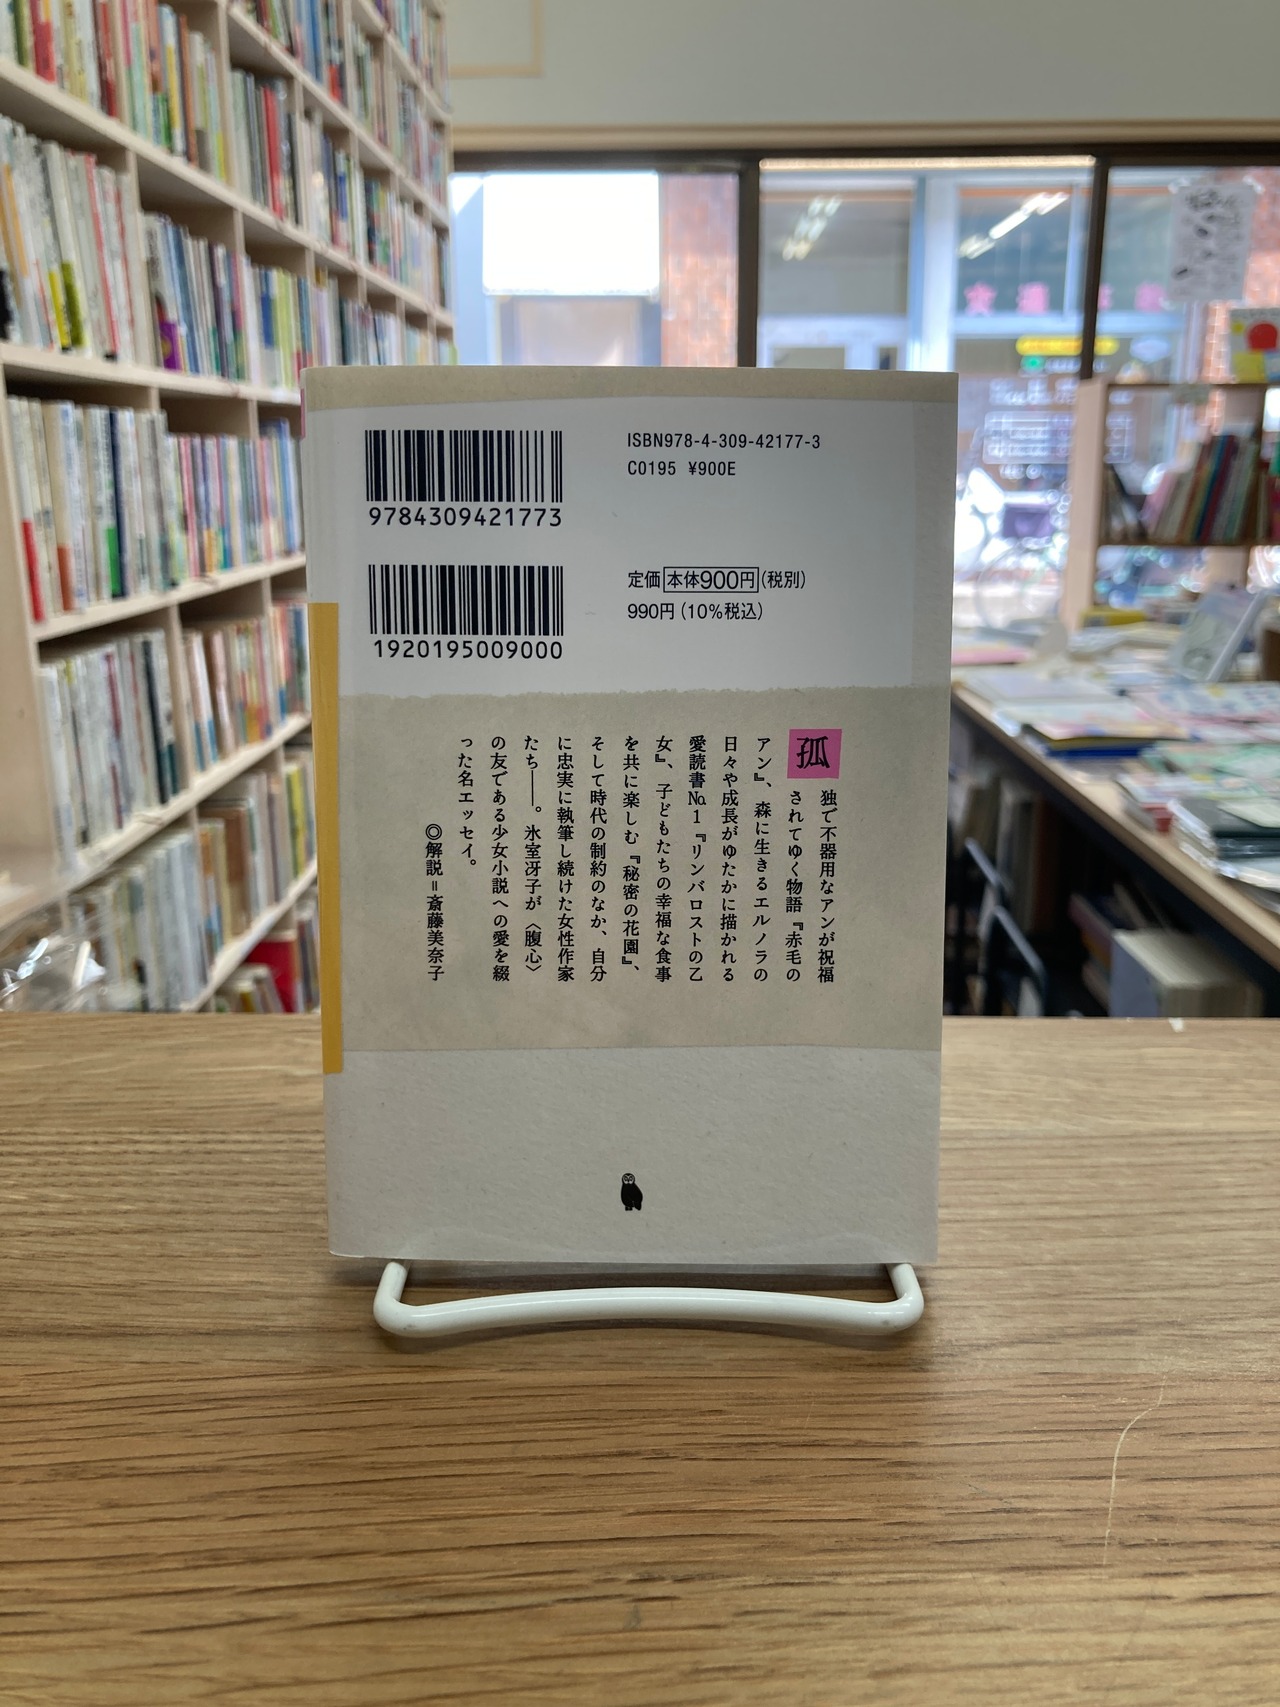 ISBN978-4-309-42177-3
C0195 ¥900E
9784309421773
定価本体900円(税別)
990円(10%税込)
1920195009000
孤独で不器用なアンが祝福
されてゆく物語『赤毛の
アン』、森に生きるエルノラの
日々や成長がゆたかに描かれる
愛読書No.1『リンバロストの乙
女』、子どもたちの幸福な食事
を共に楽しむ『秘密の花園』、
そして時代の制約のなか、自分
に忠実に執筆し続けた女性作家
たち――。氷室冴子が〈腹心〉
の友である少女小説への愛を綴
った名エッセイ。
◎解説=斎藤美奈子